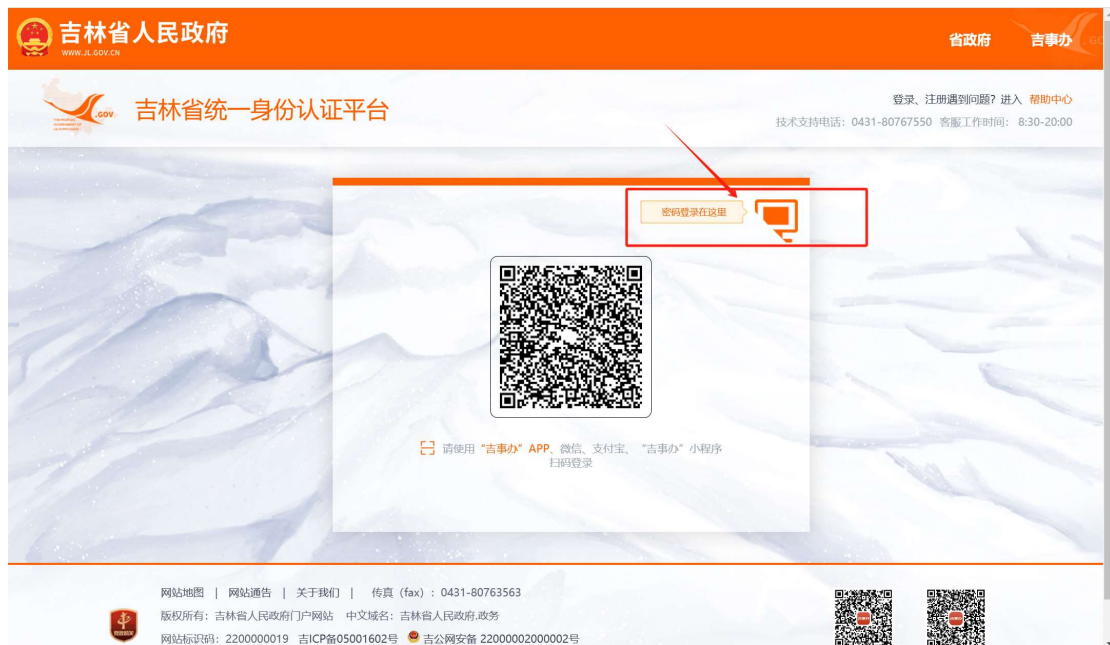 吉林省人民政府
WWW.JL.GOV.CN
省政府 吉事办
.GOV
吉林省统一身份认证平台
登录、注册遇到问题? 进入 帮助中心
技术支持电话: 0431-80767550 客服工作时间: 8:30-20:00
密码登录在这里
请使用 "吉事办" APP、微信、支付宝、 "吉事办" 小程序
扫码登录
网站地图 | 网站通告 | 关于我们 | 传真 (fax) : 0431-80763563
版权所有: 吉林省人民政府门户网站 中文域名: 吉林省人民政府.政务
网站标识码: 2200000019 吉ICP备05001602号 吉公网安备 22000002000002号